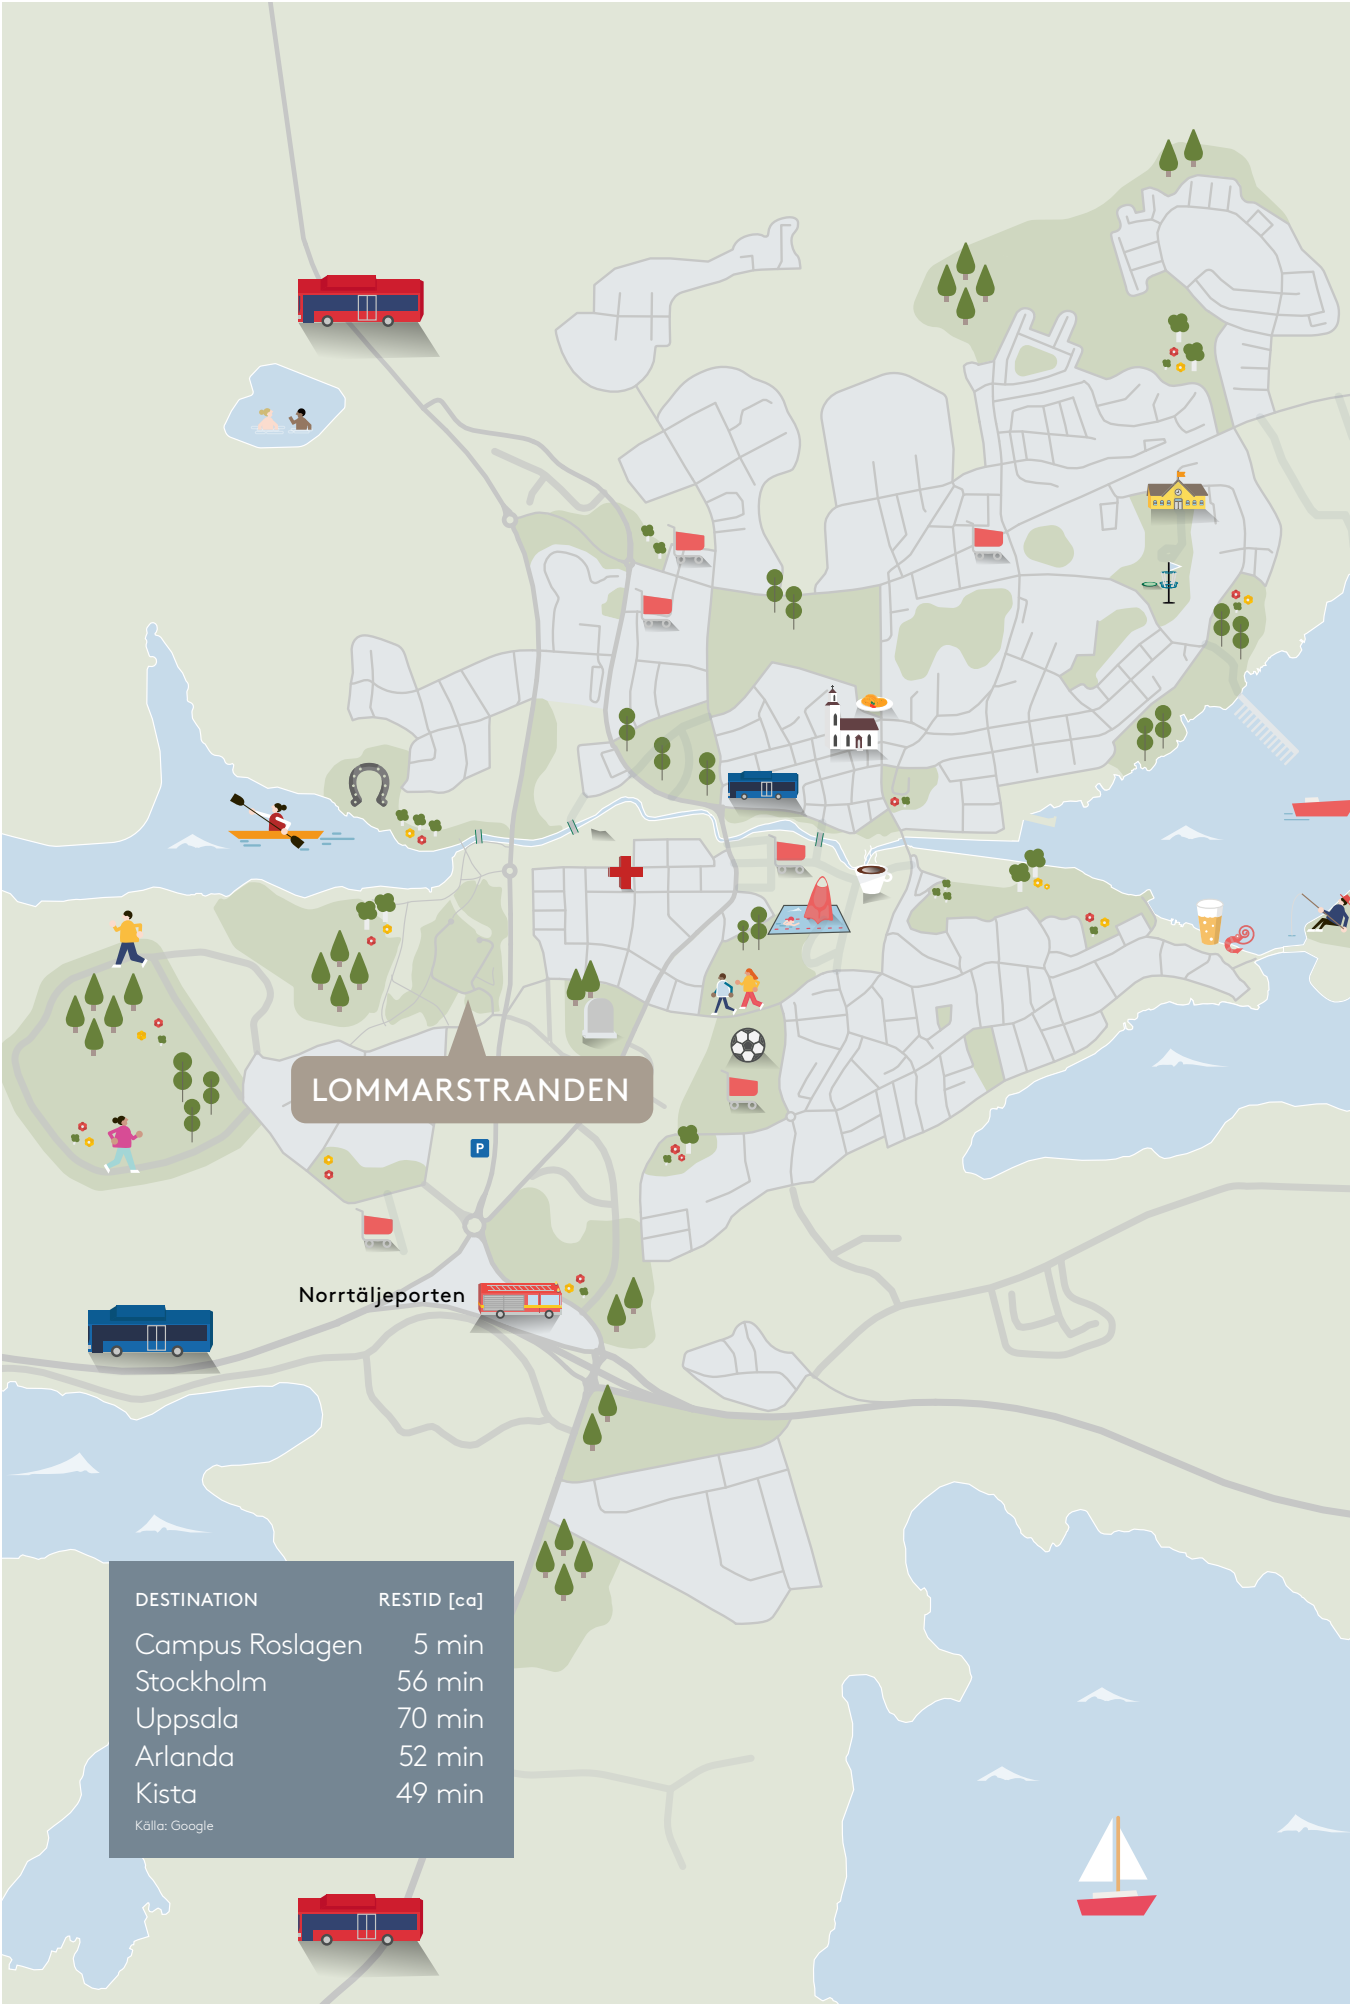 LOMMARSTRANDEN
P
Norrtäljeporten
DESTINATION RESTID [ca]
Campus Roslagen 5 min
Stockholm 56 min
Uppsala 70 min
Arlanda 52 min
Kista 49 min
Källa: Google